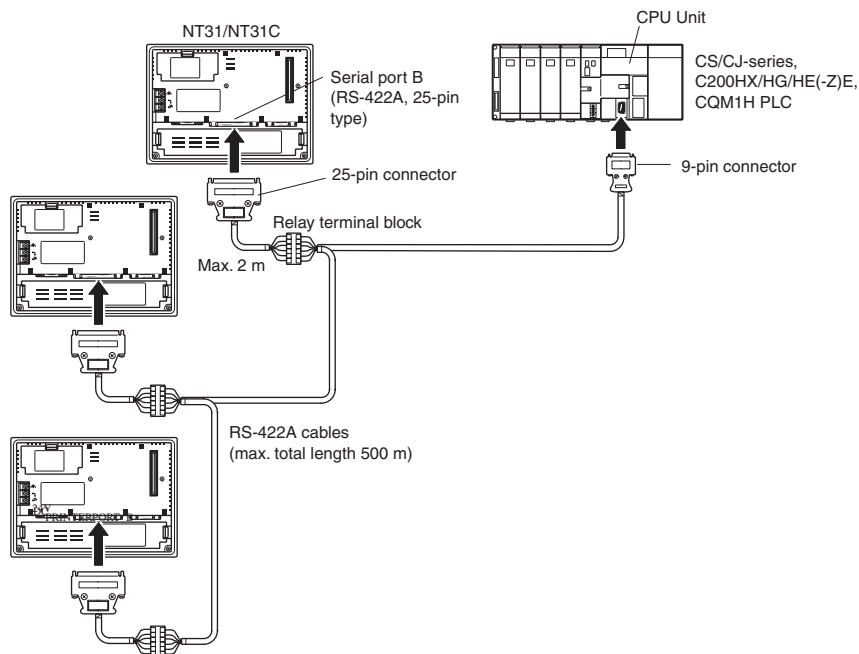 CPU Unit
NT31/NT31C
CS/CJ-series,
C200HX/HG/HE(-Z)E,
CQM1H PLC
Serial port B
(RS-422A, 25-pin
type)
9-pin connector
25-pin connector
Relay terminal block
Max. 2 m
RS-422A cables
(max. total length 500 m)